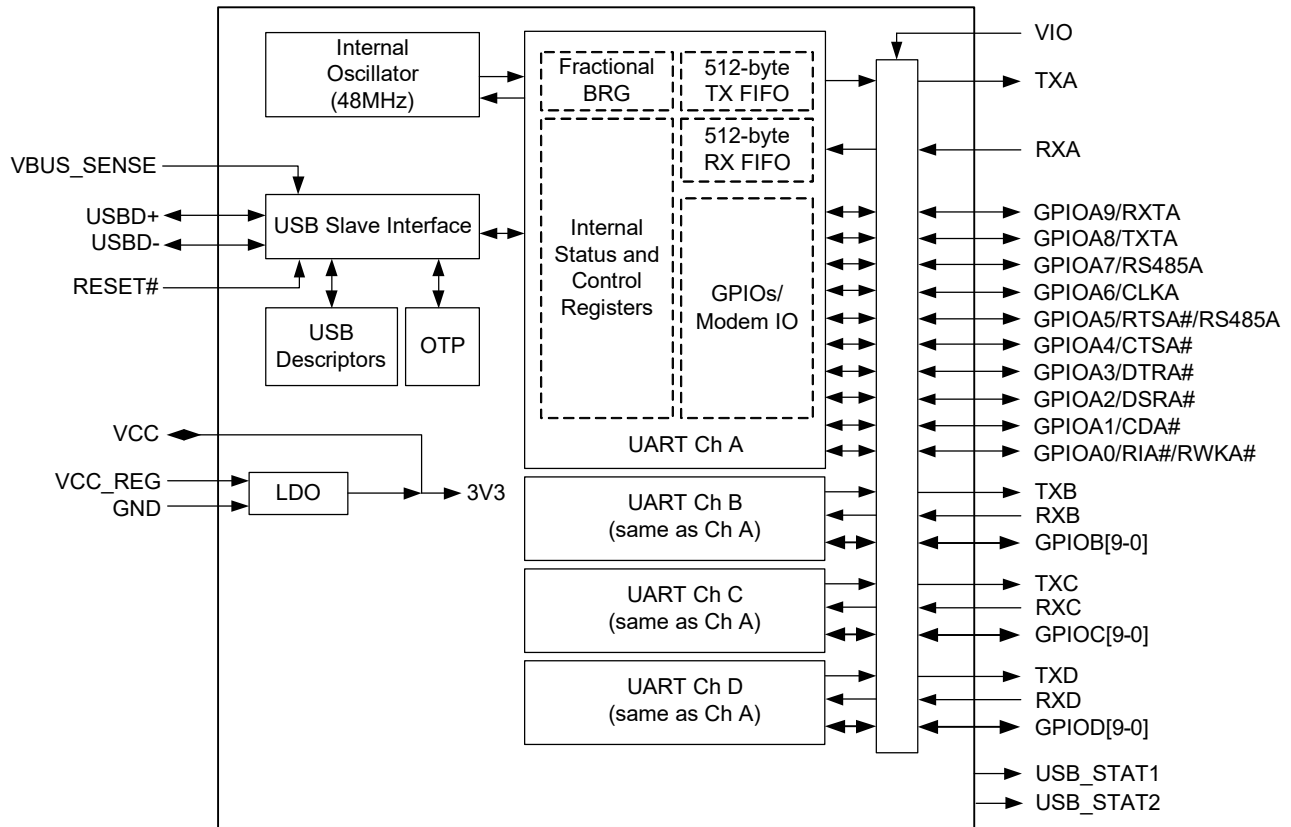 Internal
Oscillator
(48MHz)
VBUS_SENSE
USBD+
USBD-
RESET#
USB Slave Interface
USB
Descriptors
OTP
VCC
VCC_REG
GND
LDO
3V3
Fractional
BRG
512-byte
TX FIFO
512-byte
RX FIFO
Internal
Status and
Control
Registers
GPIOs/
Modem IO
UART Ch A
UART Ch B
(same as Ch A)
UART Ch C
(same as Ch A)
UART Ch D
(same as Ch A)
VIO
TXA
RXA
GPIOA9/RXTA
GPIOA8/TXTA
GPIOA7/RS485A
GPIOA6/CLKA
GPIOA5/RTSA#/RS485A
GPIOA4/CTSA#
GPIOA3/DTRA#
GPIOA2/DSRA#
GPIOA1/CDA#
GPIOA0/RIA#/RWKA#
TXB
RXB
GPIOB[9-0]
TXC
RXC
GPIOC[9-0]
TXD
RXD
GPIOD[9-0]
USB_STAT1
USB_STAT2